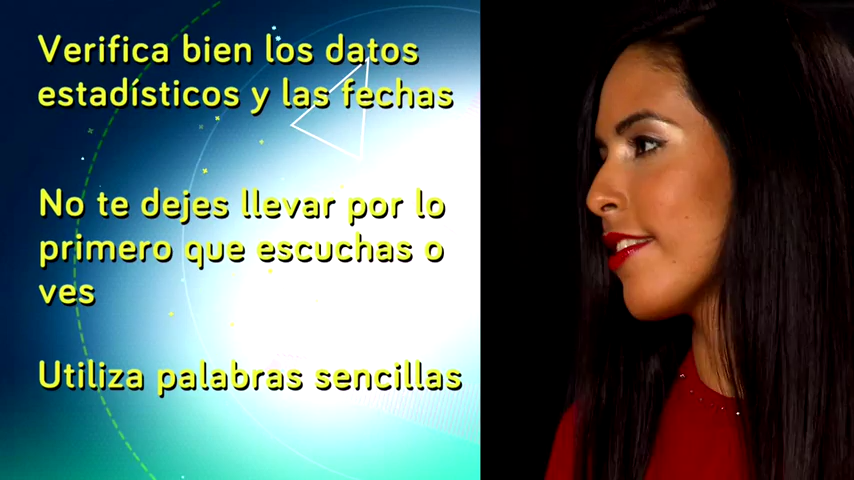 Verifica bien los datos
estadísticos y las fechas
No te dejes llevar por lo
primero que escuchas o
ves
Utiliza palabras sencillas